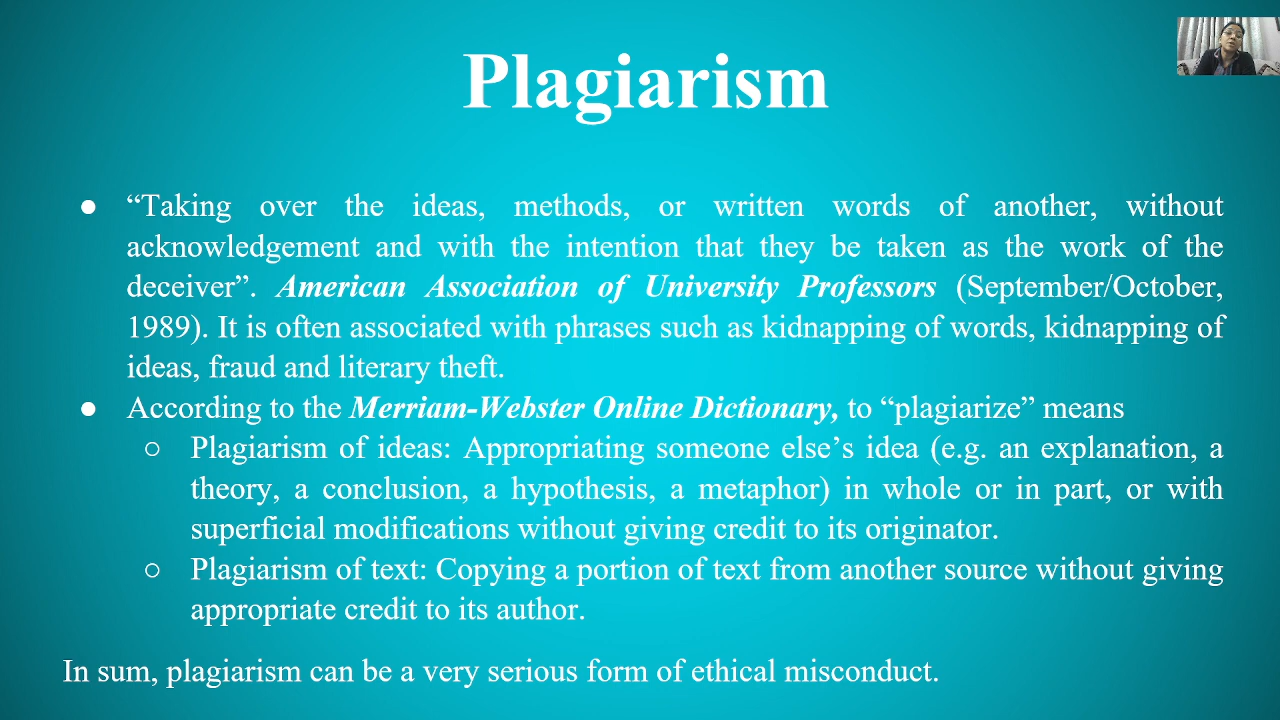 Plagiarism
● “Taking over the ideas, methods, or written words of another, without
acknowledgement and with the intention that they be taken as the work of the
deceiver”. American Association of University Professors (September/October,
1989). It is often associated with phrases such as kidnapping of words, kidnapping of
ideas, fraud and literary theft.
● According to the Merriam-Webster Online Dictionary, to “plagiarize” means
○ Plagiarism of ideas: Appropriating someone else’s idea (e.g. an explanation, a
theory, a conclusion, a hypothesis, a metaphor) in whole or in part, or with
superficial modifications without giving credit to its originator.
○ Plagiarism of text: Copying a portion of text from another source without giving
appropriate credit to its author.
In sum, plagiarism can be a very serious form of ethical misconduct.